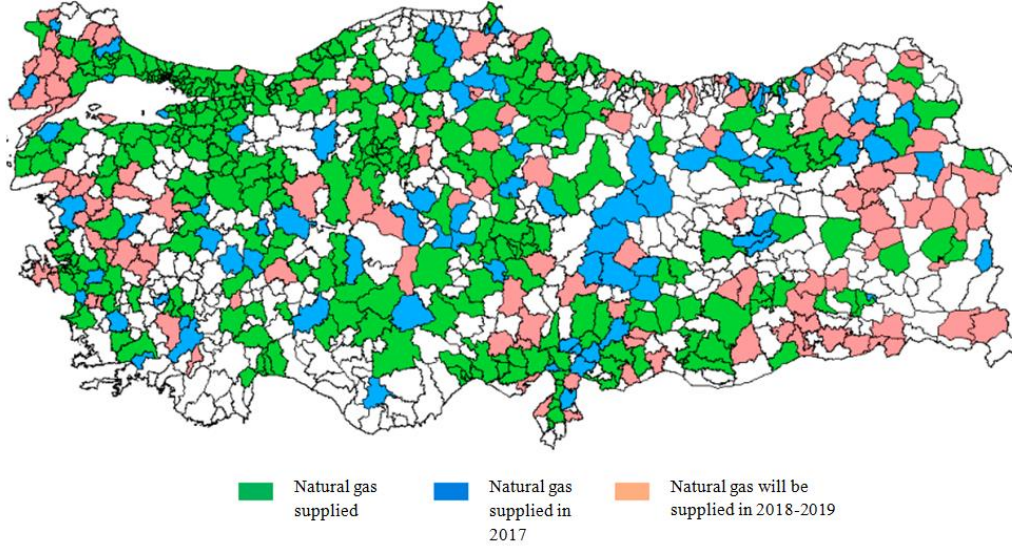 Natural gas
supplied
Natural gas
supplied in
2017
Natural gas will be
supplied in 2018-2019